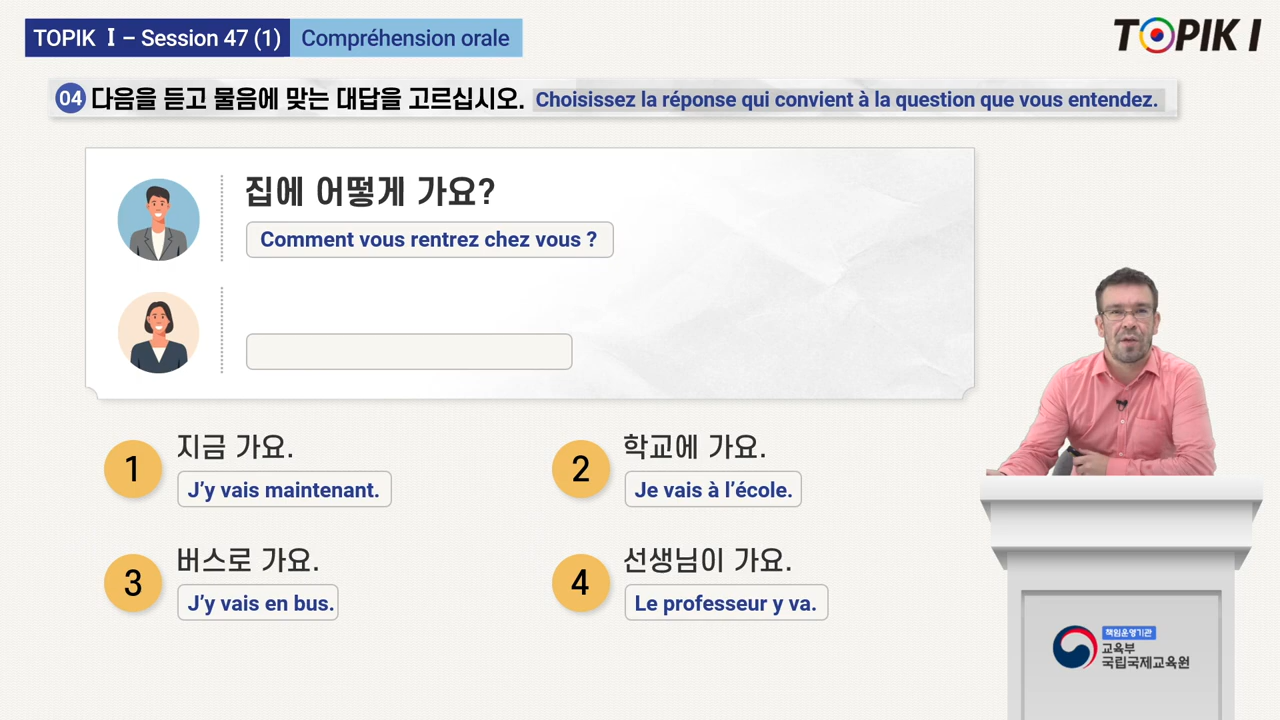 TOPIK Ⅰ – Session 47 (1) Compréhension orale
TOPIK I
04 다음을 듣고 물음에 맞는 대답을 고르십시오. Choisissez la réponse qui convient à la question que vous entendez.
집에 어떻게 가요?
Comment vous rentrez chez vous ?
1 지금 가요.
J’y vais maintenant.
2 학교에 가요.
Je vais à l’école.
3 버스로 가요.
J’y vais en bus.
4 선생님이 가요.
Le professeur y va.
책임운영기관
교육부
국립국제교육원